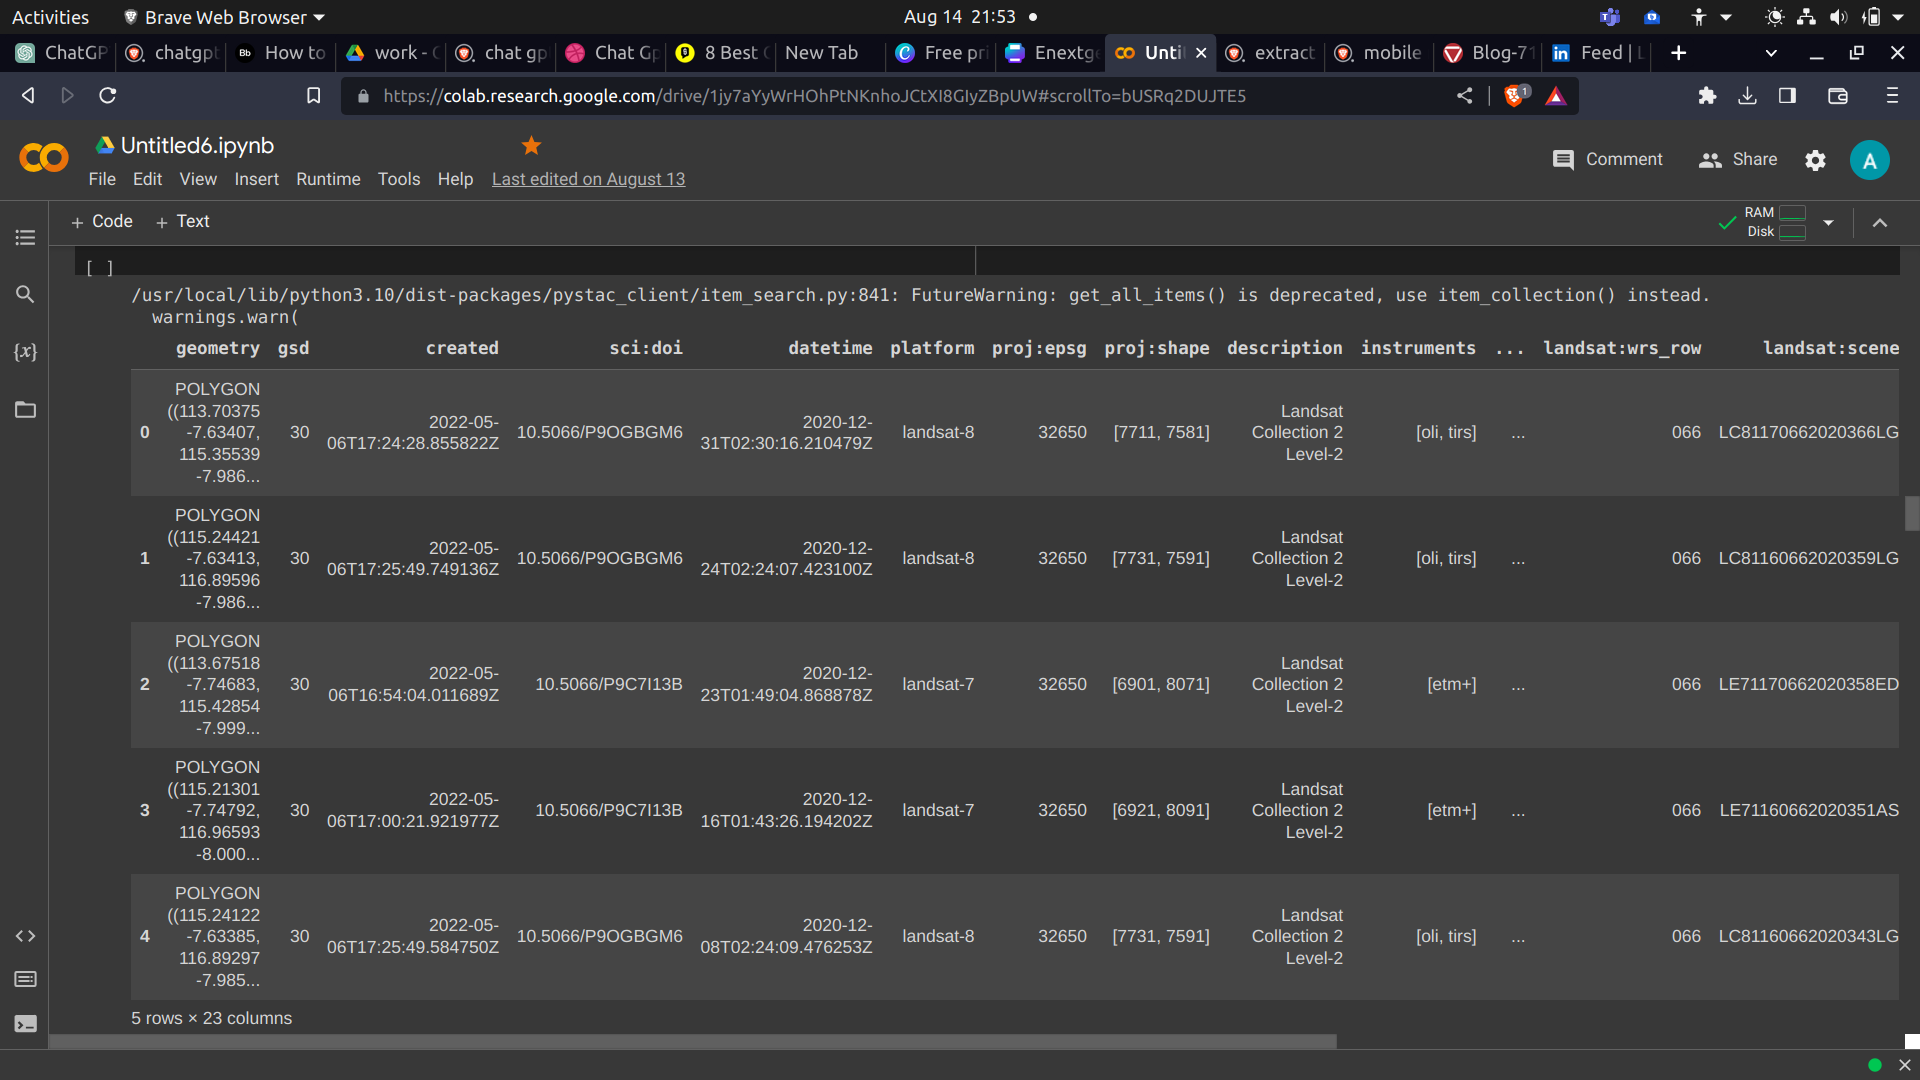 Activities
Brave Web Browser
Aug 14 21:53
ChatGP
chatgpt
How to
work - C
chat gp
Chat Gp
8 Best C
New Tab
Free pri
Enextge
Untit
extract
mobile
Blog-71
Feed | L
https://colab.research.google.com/drive/1jy7aYyWrHOhPtNKnhoJCtXI8GIyZBpUW#scrollTo=bUSRq2DUJTE5
1
Untitled6.ipynb
File Edit View Insert Runtime Tools Help Last edited on August 13
Comment
Share
A
+ Code + Text
RAM
Disk
{x}
[ ]
/usr/local/lib/python3.10/dist-packages/pystac_client/item_search.py:841: FutureWarning: get_all_items() is deprecated, use item_collection() instead.
warnings.warn(
geometry gsd created sci:doi datetime platform proj:epsg proj:shape description instruments ... landsat:wrs_row landsat:scene
0 POLYGON ((113.70375 -7.63407, 115.35539 -7.986... 30 2022-05-06T17:24:28.855822Z 10.5066/P9OGBGM6 2020-12-31T02:30:16.210479Z landsat-8 32650 [7711, 7581] Landsat Collection 2 Level-2 [oli, tirs] ... 066 LC81170662020366LG
1 POLYGON ((115.24421 -7.63413, 116.89596 -7.986... 30 2022-05-06T17:25:49.749136Z 10.5066/P9OGBGM6 2020-12-24T02:24:07.423100Z landsat-8 32650 [7731, 7591] Landsat Collection 2 Level-2 [oli, tirs] ... 066 LC81160662020359LG
2 POLYGON ((113.67518 -7.74683, 115.42854 -7.999... 30 2022-05-06T16:54:04.011689Z 10.5066/P9C7I13B 2020-12-23T01:49:04.868878Z landsat-7 32650 [6901, 8071] Landsat Collection 2 Level-2 [etm+] ... 066 LE71170662020358ED
3 POLYGON ((115.21301 -7.74792, 116.96593 -8.000... 30 2022-05-06T17:00:21.921977Z 10.5066/P9C7I13B 2020-12-16T01:43:26.194202Z landsat-7 32650 [6921, 8091] Landsat Collection 2 Level-2 [etm+] ... 066 LE71160662020351AS
4 POLYGON ((115.24122 -7.63385, 116.89297 -7.985... 30 2022-05-06T17:25:49.584750Z 10.5066/P9OGBGM6 2020-12-08T02:24:09.476253Z landsat-8 32650 [7731, 7591] Landsat Collection 2 Level-2 [oli, tirs] ... 066 LC81160662020343LG
5 rows × 23 columns